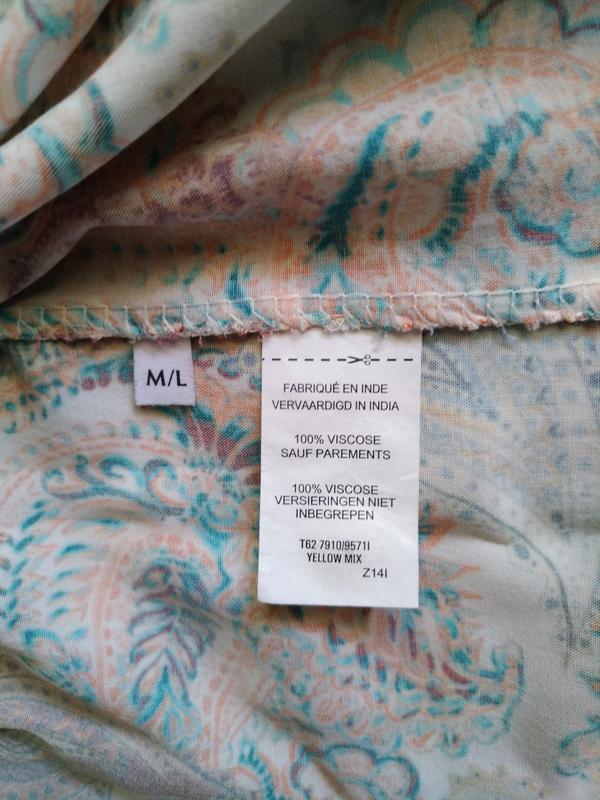 M/L
FABRIQUÉ EN INDE
VERVAARDIGD IN INDIA
100% VISCOSE
SAUF PAREMENTS
100% VISCOSE
VERSIERINGEN NIET
INBEGREPEN
T62 7910/9571I
YELLOW MIX
Z14I